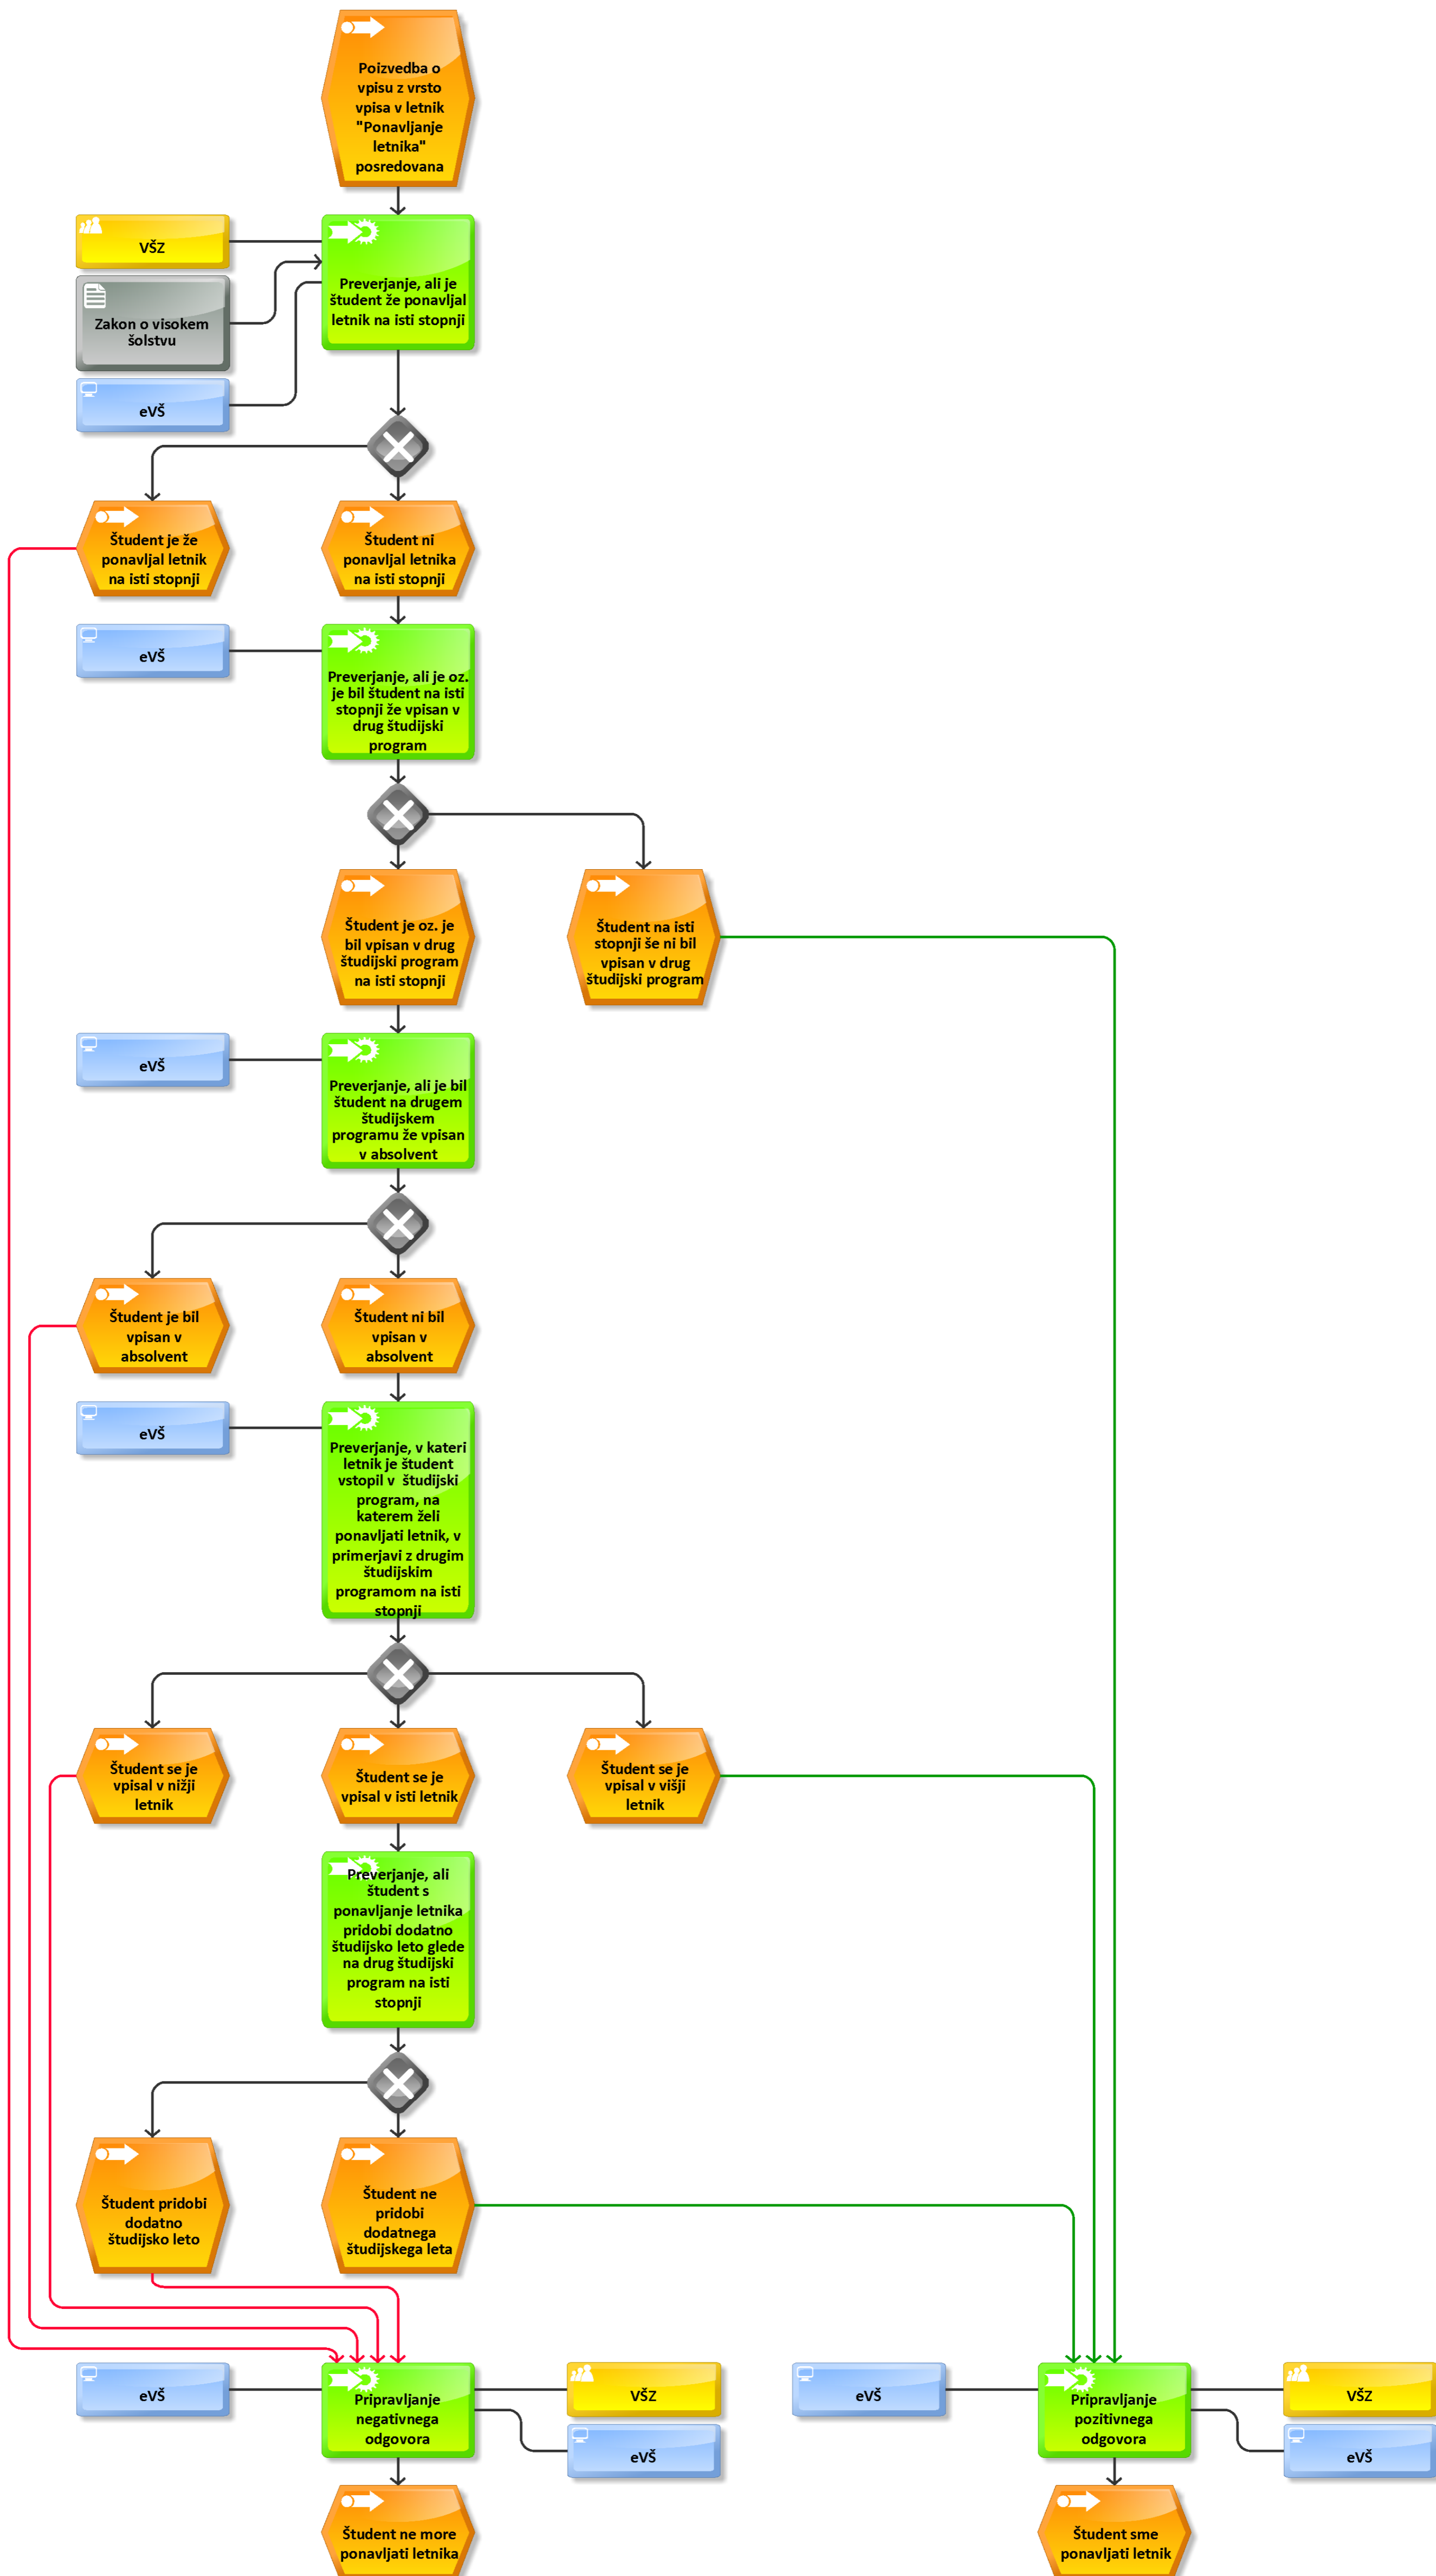 Poizvedba o
vpisu z vrsto
vpisa v letnik
"Ponavljanje
letnika"
posredovana
VŠZ
Zakon o visokem
šolstvu
eVŠ
Preverjanje, ali je
študent že ponavljal
letnik na isti stopnji
Študent je že
ponavljal letnik
na isti stopnji
Študent ni
ponavljal letnika
na isti stopnji
eVŠ
Preverjanje, ali je oz.
je bil študent na isti
stopnji že vpisan v
drug študijski
program
Študent je oz. je
bil vpisan v drug
študijski program
na isti stopnji
Študent na isti
stopnji še ni bil
vpisan v drug
študijski program
eVŠ
Preverjanje, ali je bil
študent na drugem
študijskem
programu že vpisan
v absolvent
Študent je bil
vpisan v
absolvent
Študent ni bil
vpisan v
absolvent
eVŠ
Preverjanje, v kateri
letnik je študent
vstopil v  študijski
program, na
katerem želi
ponavljati letnik, v
primerjavi z drugim
študijskim
programom na isti
stopnji
Študent se je
vpisal v nižji
letnik
Študent se je
vpisal v isti letnik
Študent se je
vpisal v višji
letnik
Preverjanje, ali
študent s
ponavljanje letnika
pridobi dodatno
študijsko leto glede
na drug študijski
program na isti
stopnji
Študent pridobi
dodatno
študijsko leto
Študent ne
pridobi
dodatnega
študijskega leta
eVŠ
Pripravljanje
negativnega
odgovora
VŠZ
eVŠ
eVŠ
Pripravljanje
pozitivnega
odgovora
VŠZ
eVŠ
Študent ne more
ponavljati letnika
Študent sme
ponavljati letnik